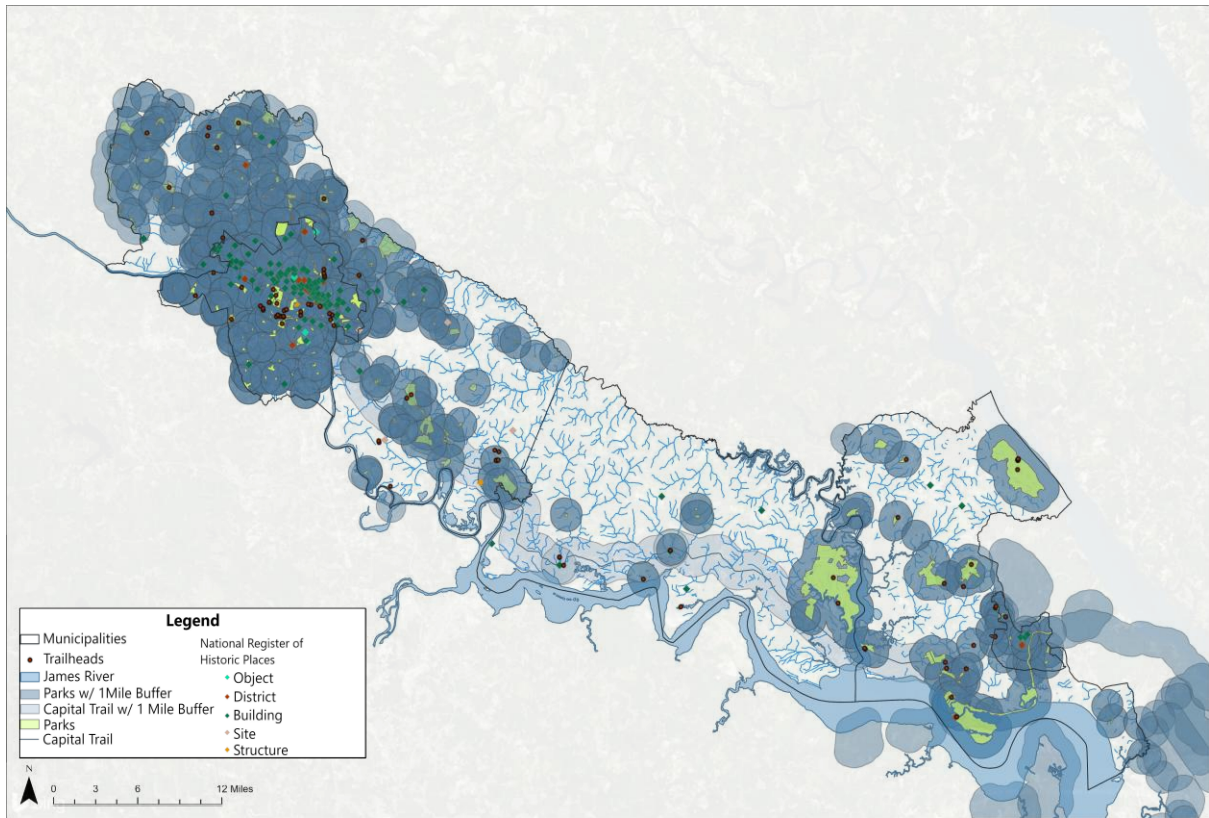 Legend
Municipalities
Trailheads
James River
Parks w/ 1Mile Buffer
Capital Trail w/ 1 Mile Buffer
Parks
Capital Trail
National Register of
Historic Places
Object
District
Building
Site
Structure
N
0 3 6 12 Miles